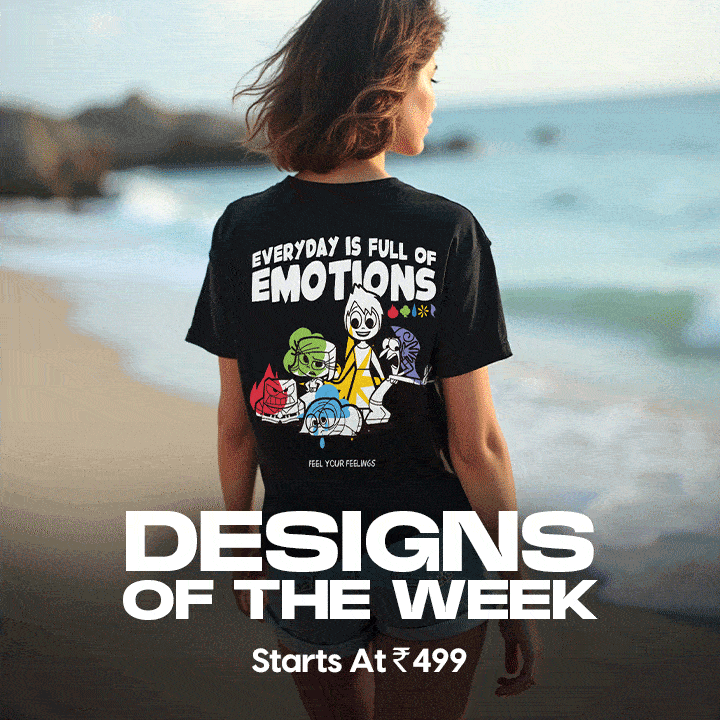 EVERYDAY IS FULL OF
EMOTIONS
FEEL YOUR FEELINGS
DESIGNS
OF THE WEEK
Starts At ₹499